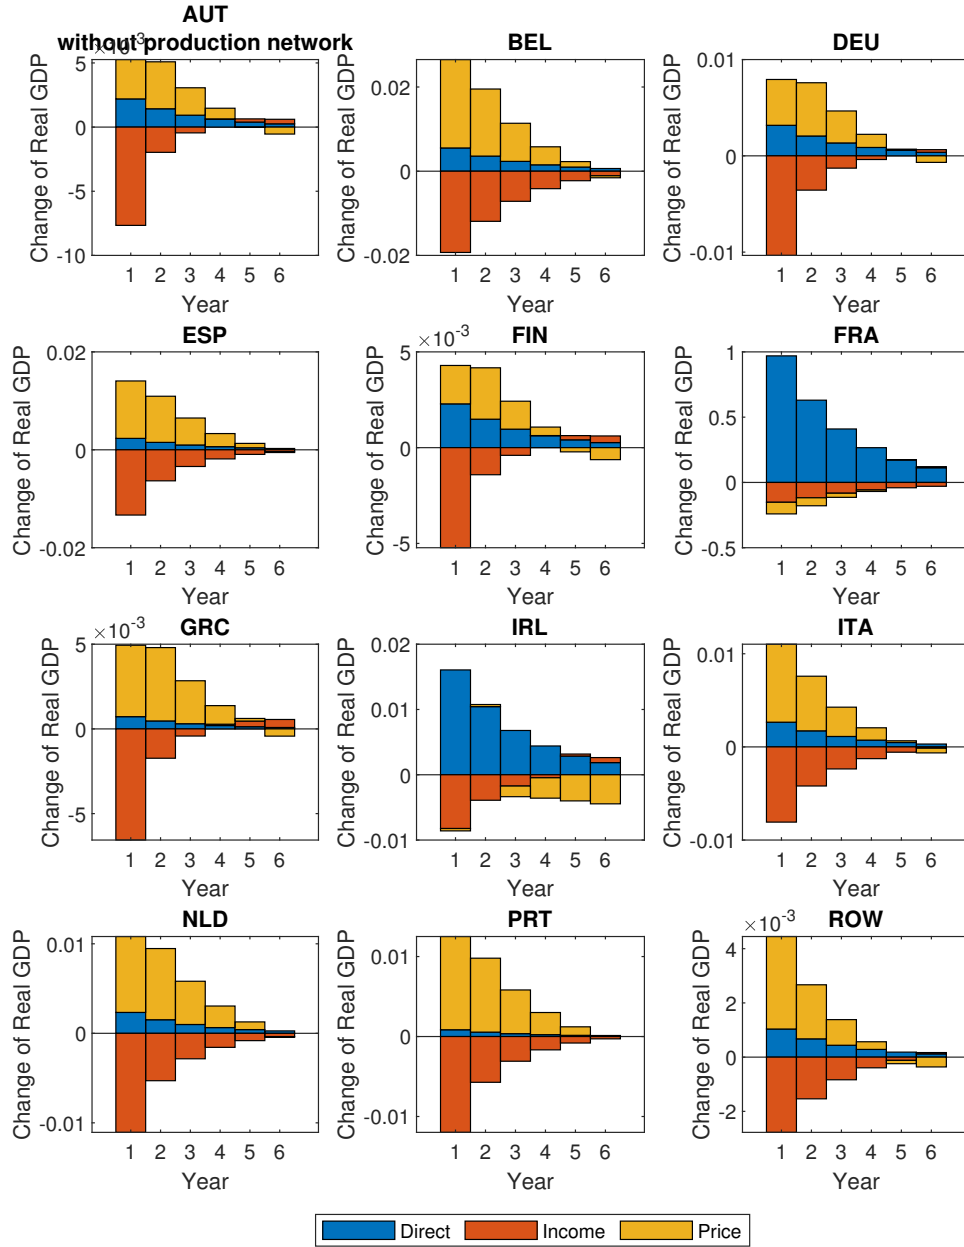 AUT
without production network
×10⁻³
5
0
-5
-10
Change of Real GDP
1 2 3 4 5 6
Year
BEL
0.02
0
-0.02
Change of Real GDP
1 2 3 4 5 6
Year
DEU
0.01
0
-0.01
Change of Real GDP
1 2 3 4 5 6
Year
ESP
0.02
0
-0.02
Change of Real GDP
1 2 3 4 5 6
Year
FIN
×10⁻³
5
0
-5
Change of Real GDP
1 2 3 4 5 6
Year
FRA
1
0.5
0
-0.5
Change of Real GDP
1 2 3 4 5 6
Year
GRC
×10⁻³
5
0
-5
Change of Real GDP
1 2 3 4 5 6
Year
IRL
0.02
0.01
0
-0.01
Change of Real GDP
1 2 3 4 5 6
Year
ITA
0.01
0
-0.01
Change of Real GDP
1 2 3 4 5 6
Year
NLD
0.01
0
-0.01
Change of Real GDP
1 2 3 4 5 6
Year
PRT
0.01
0
-0.01
Change of Real GDP
1 2 3 4 5 6
Year
ROW
×10⁻³
4
2
0
-2
Change of Real GDP
1 2 3 4 5 6
Year
Direct Income Price